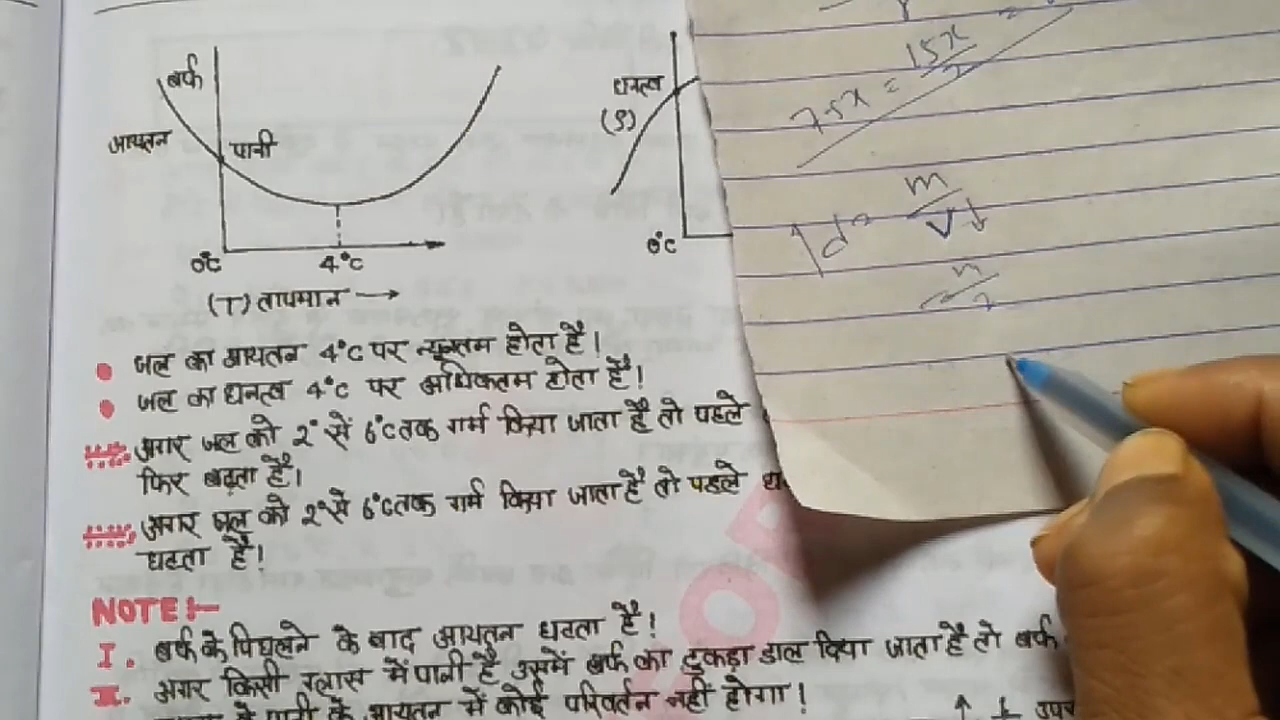 बर्फ
आयतन
पानी
0°C
4°C
(T) तापमान →
घनत्व
(ρ)
0°C
75x = 15x
d = m
V
• जल का आयतन 4°C पर न्यूनतम होता है।
• जल का घनत्व 4°C पर अधिकतम होता है।
अगर जल को 2° से 6°C तक गर्म किया जाता है तो पहले
फिर बढ़ता है।
अगर जल को 2° से 6°C तक गर्म किया जाता है तो पहले
घटता है।
NOTE:-
I. बर्फ के पिघलने के बाद आयतन घटता है।
II. अगर किसी ग्लास में पानी है उसमें बर्फ का टुकड़ा डाल दिया जाता है तो बर्फ
पानी के आयतन में कोई परिवर्तन नहीं होगा।